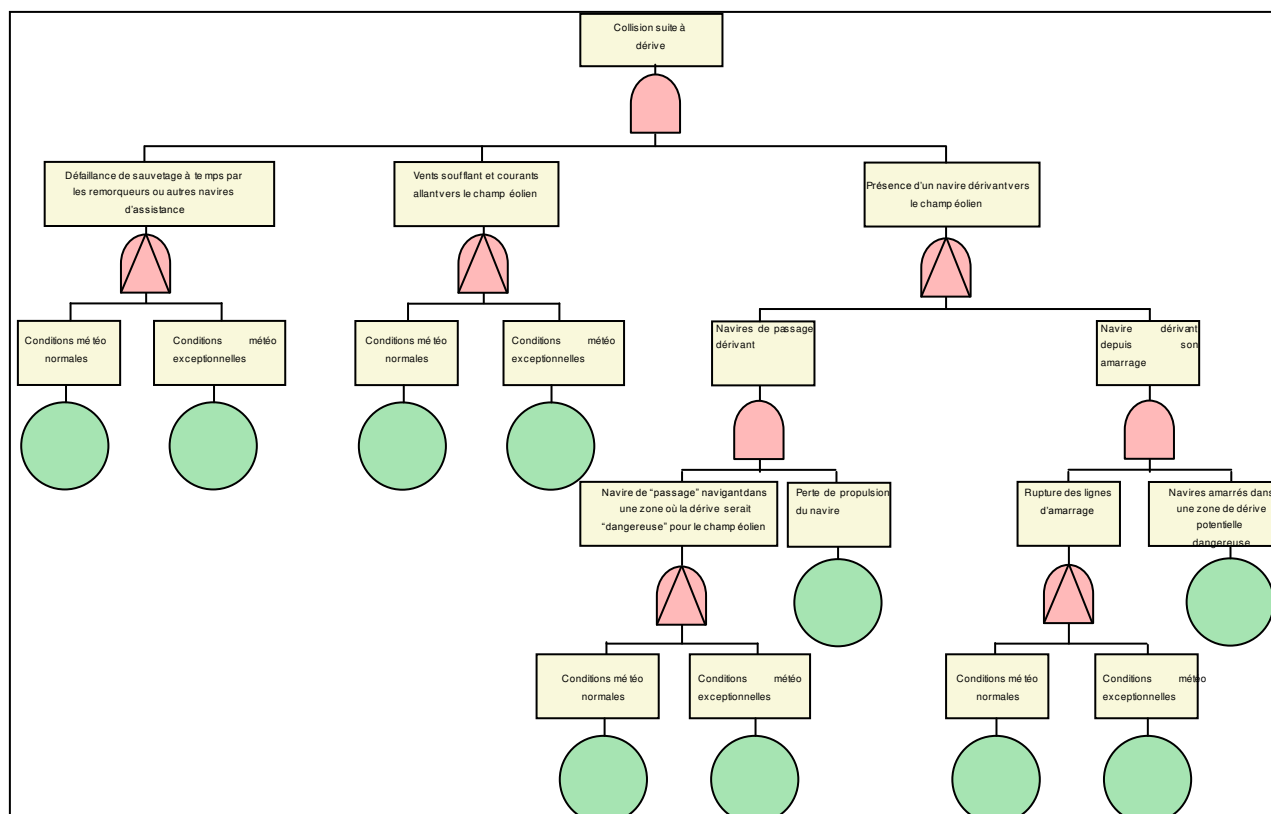 Collision suite à
dérive
Défaillance de sauvetage à temps par
les remorqueurs ou autres navires
d'assistance
Vents soufflant et courants
allant vers le champ éolien
Présence d'un navire dérivant vers
le champ éolien
Conditions météo
normales
Conditions météo
exceptionnelles
Conditions météo
normales
Conditions météo
exceptionnelles
Navires de passage
dérivant
Navire dérivant
depuis son
amarrage
Navire de "passage" navigant dans
une zone où la dérive serait
"dangereuse" pour le champ éolien
Perte de propulsion
du navire
Rupture des lignes
d'amarrage
Navires amarrés dans
une zone de dérive
potentielle
dangereuse
Conditions météo
normales
Conditions météo
exceptionnelles
Conditions météo
normales
Conditions météo
exceptionnelles